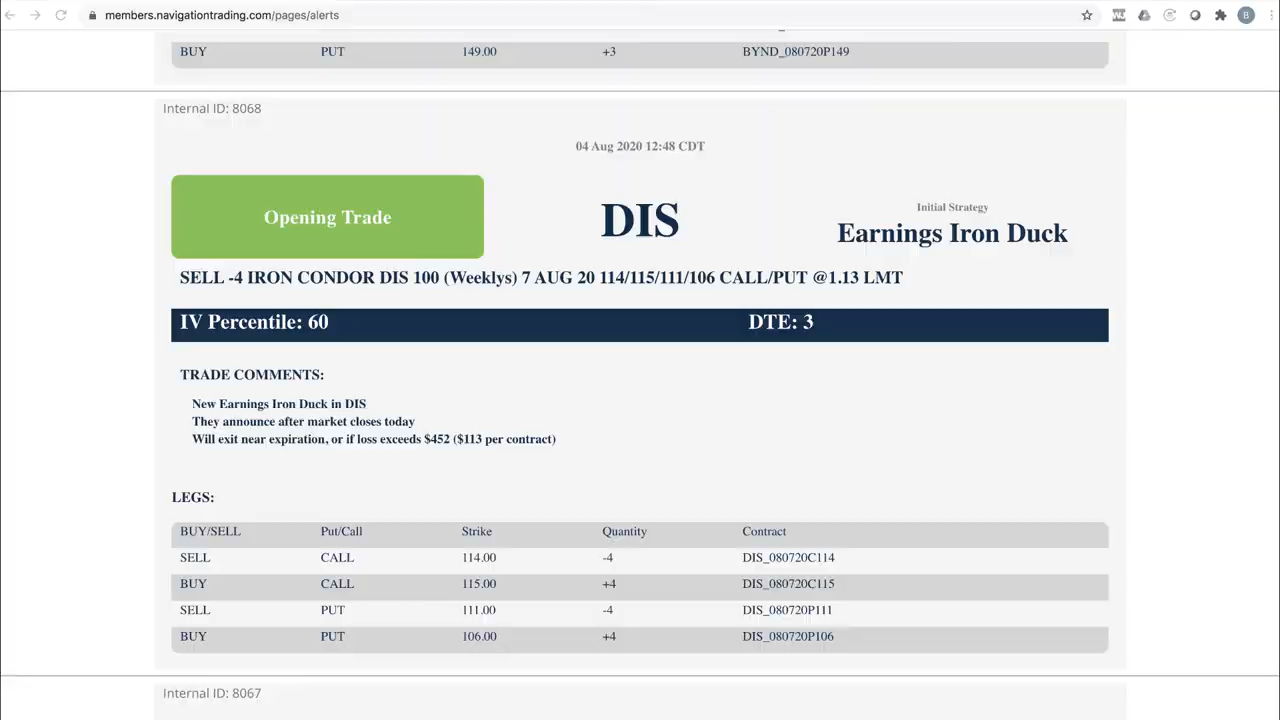 members.navigationtrading.com/pages/alerts
B
BUY PUT 149.00 +3 BYND_080720P149
Internal ID: 8068
04 Aug 2020 12:48 CDT
Opening Trade
DIS
Initial Strategy
Earnings Iron Duck
SELL -4 IRON CONDOR DIS 100 (Weeklys) 7 AUG 20 114/115/111/106 CALL/PUT @1.13 LMT
IV Percentile: 60 DTE: 3
TRADE COMMENTS:
New Earnings Iron Duck in DIS
They announce after market closes today
Will exit near expiration, or if loss exceeds $452 ($113 per contract)
LEGS:
BUY/SELL Put/Call Strike Quantity Contract
SELL CALL 114.00 -4 DIS_080720C114
BUY CALL 115.00 +4 DIS_080720C115
SELL PUT 111.00 -4 DIS_080720P111
BUY PUT 106.00 +4 DIS_080720P106
Internal ID: 8067